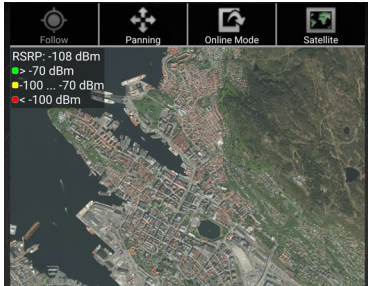 Follow
Panning
Online Mode
Satellite
RSRP: -108 dBm
> -70 dBm
-100 ... -70 dBm
< -100 dBm